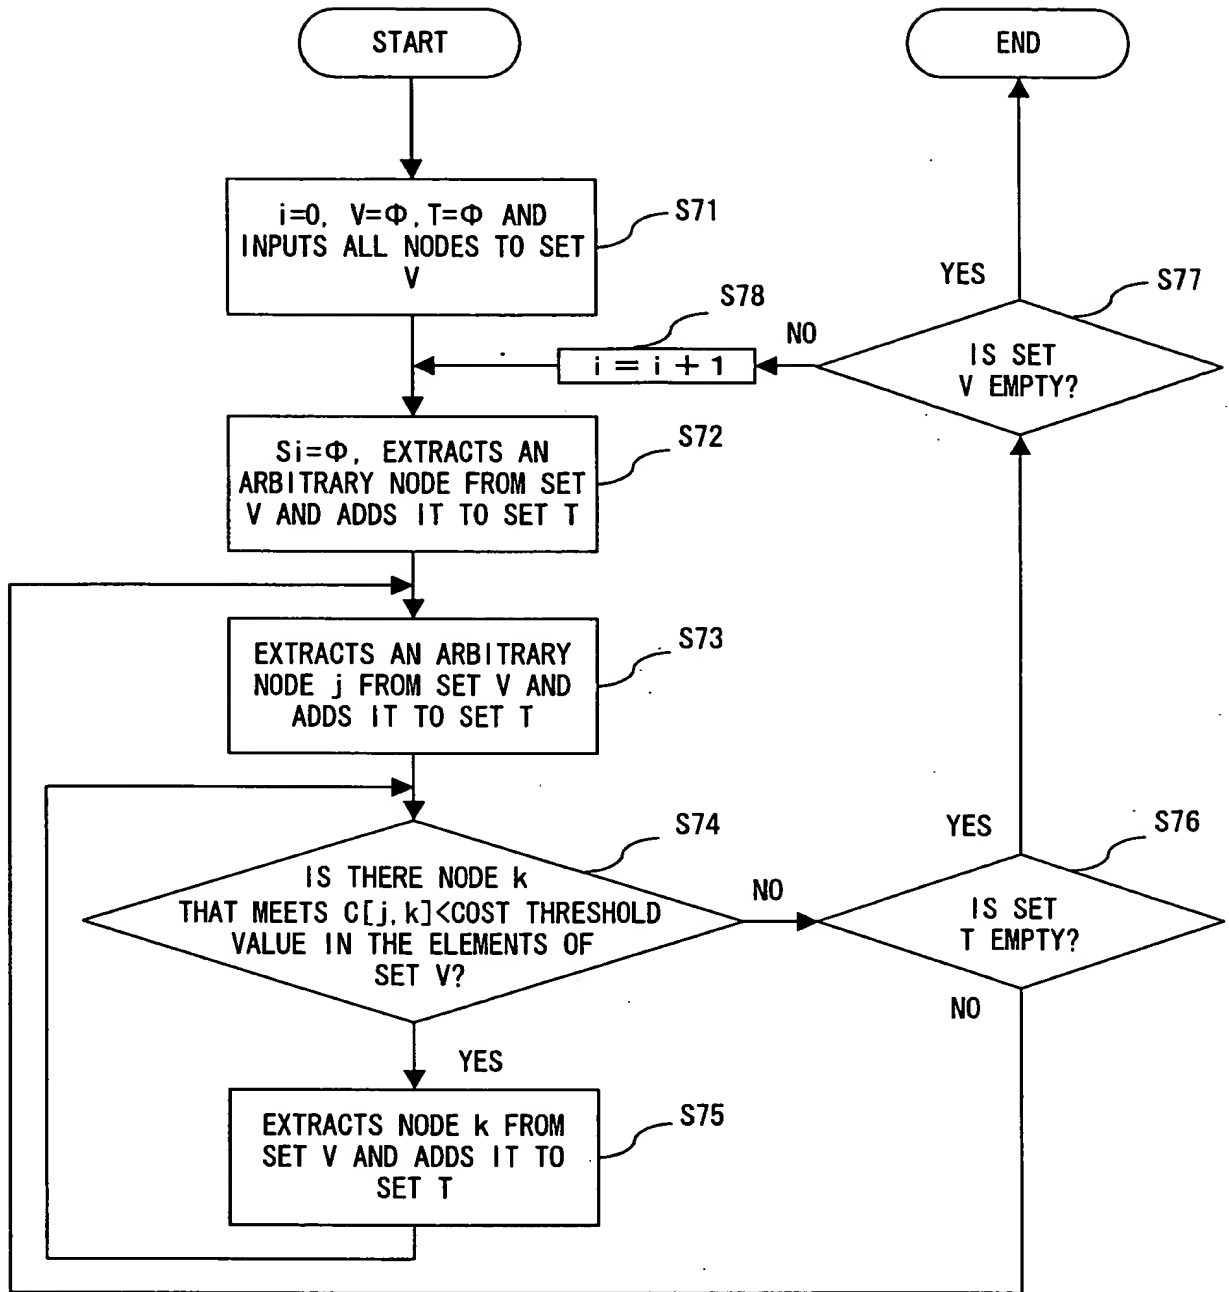 START
END
i=0, V=Φ, T=Φ AND
INPUTS ALL NODES TO SET
V
S71
S78
i = i + 1
NO
YES
S77
IS SET
V EMPTY?
Si=Φ, EXTRACTS AN
ARBITRARY NODE FROM SET
V AND ADDS IT TO SET T
S72
EXTRACTS AN ARBITRARY
NODE j FROM SET V AND
ADDS IT TO SET T
S73
IS THERE NODE k
THAT MEETS C[j,k]<COST THRESHOLD
VALUE IN THE ELEMENTS OF
SET V?
S74
NO
YES
YES
S76
IS SET
T EMPTY?
NO
EXTRACTS NODE k FROM
SET V AND ADDS IT TO
SET T
S75